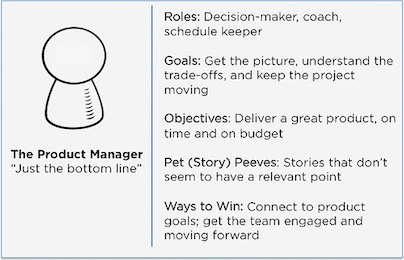 The Product Manager
“Just the bottom line”
Roles: Decision-maker, coach,
schedule keeper
Goals: Get the picture, understand the
trade-offs, and keep the project
moving
Objectives: Deliver a great product, on
time and on budget
Pet (Story) Peeves: Stories that don’t
seem to have a relevant point
Ways to Win: Connect to product
goals; get the team engaged and
moving forward